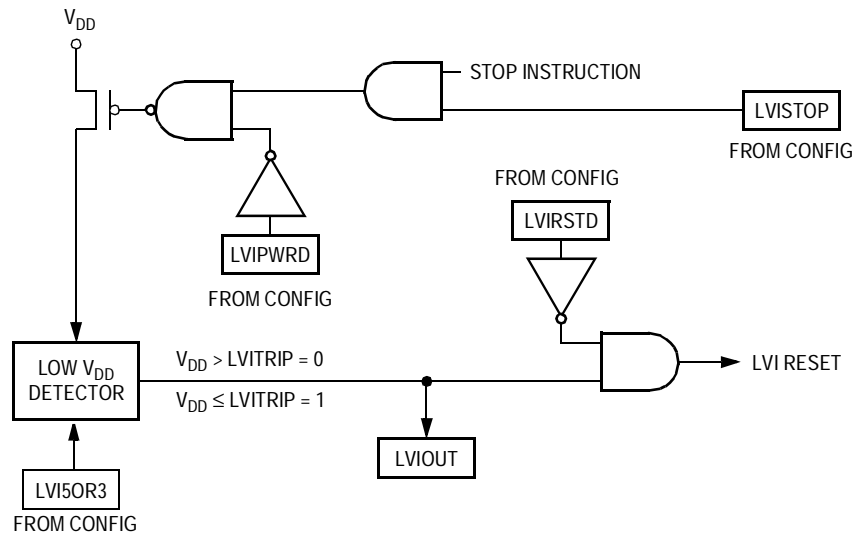 VDD
STOP INSTRUCTION
LVISTOP
FROM CONFIG
FROM CONFIG
LVIRSTD
LVIPWRD
FROM CONFIG
LOW VDD
DETECTOR
VDD > LVITRIP = 0
VDD ≤ LVITRIP = 1
LVI RESET
LVIOUT
LVI5OR3
FROM CONFIG